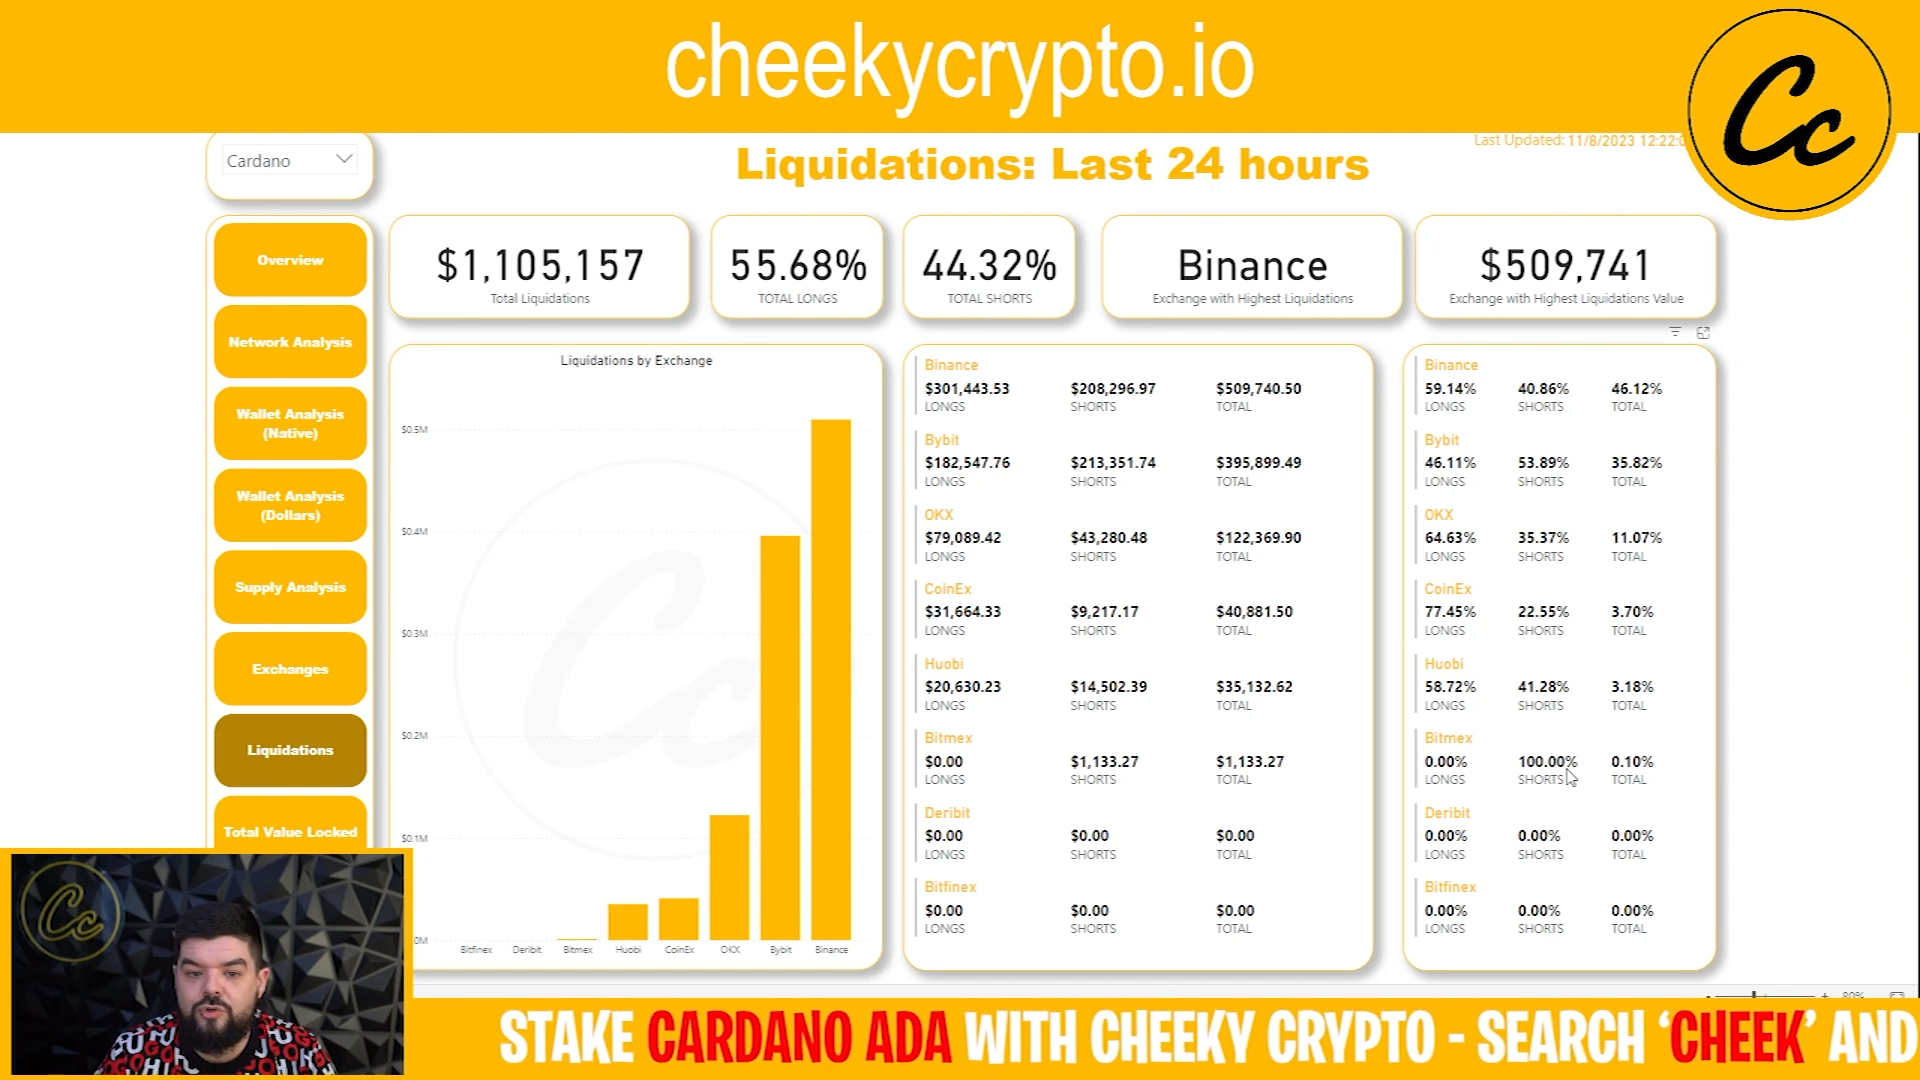 cheekycrypto.io
Cc
Last Updated: 11/8/2023 12:22:
Cardano
Liquidations: Last 24 hours
$1,105,157
Total Liquidations
55.68%
TOTAL LONGS
44.32%
TOTAL SHORTS
Binance
Exchange with Highest Liquidations
$509,741
Exchange with Highest Liquidations Value
Overview
Network Analysis
Wallet Analysis
(Native)
Wallet Analysis
(Dollars)
Supply Analysis
Exchanges
Liquidations
Total Value Locked
Liquidations by Exchange
$0.5M
$0.4M
$0.3M
$0.2M
$0.1M
0M
Bitfinex Deribit Bitmex Huobi CoinEx OKX Bybit Binance
Cc
Binance
$301,443.53 $208,296.97 $509,740.50
LONGS SHORTS TOTAL
Bybit
$182,547.76 $213,351.74 $395,899.49
LONGS SHORTS TOTAL
OKX
$79,089.42 $43,280.48 $122,369.90
LONGS SHORTS TOTAL
CoinEx
$31,664.33 $9,217.17 $40,881.50
LONGS SHORTS TOTAL
Huobi
$20,630.23 $14,502.39 $35,132.62
LONGS SHORTS TOTAL
Bitmex
$0.00 $1,133.27 $1,133.27
LONGS SHORTS TOTAL
Deribit
$0.00 $0.00 $0.00
LONGS SHORTS TOTAL
Bitfinex
$0.00 $0.00 $0.00
LONGS SHORTS TOTAL
Binance
59.14% 40.86% 46.12%
LONGS SHORTS TOTAL
Bybit
46.11% 53.89% 35.82%
LONGS SHORTS TOTAL
OKX
64.63% 35.37% 11.07%
LONGS SHORTS TOTAL
CoinEx
77.45% 22.55% 3.70%
LONGS SHORTS TOTAL
Huobi
58.72% 41.28% 3.18%
LONGS SHORTS TOTAL
Bitmex
0.00% 100.00% 0.10%
LONGS SHORTS TOTAL
Deribit
0.00% 0.00% 0.00%
LONGS SHORTS TOTAL
Bitfinex
0.00% 0.00% 0.00%
LONGS SHORTS TOTAL
80%
Cc
STAKE CARDANO ADA WITH CHEEKY CRYPTO - SEARCH ‘CHEEK’ AND